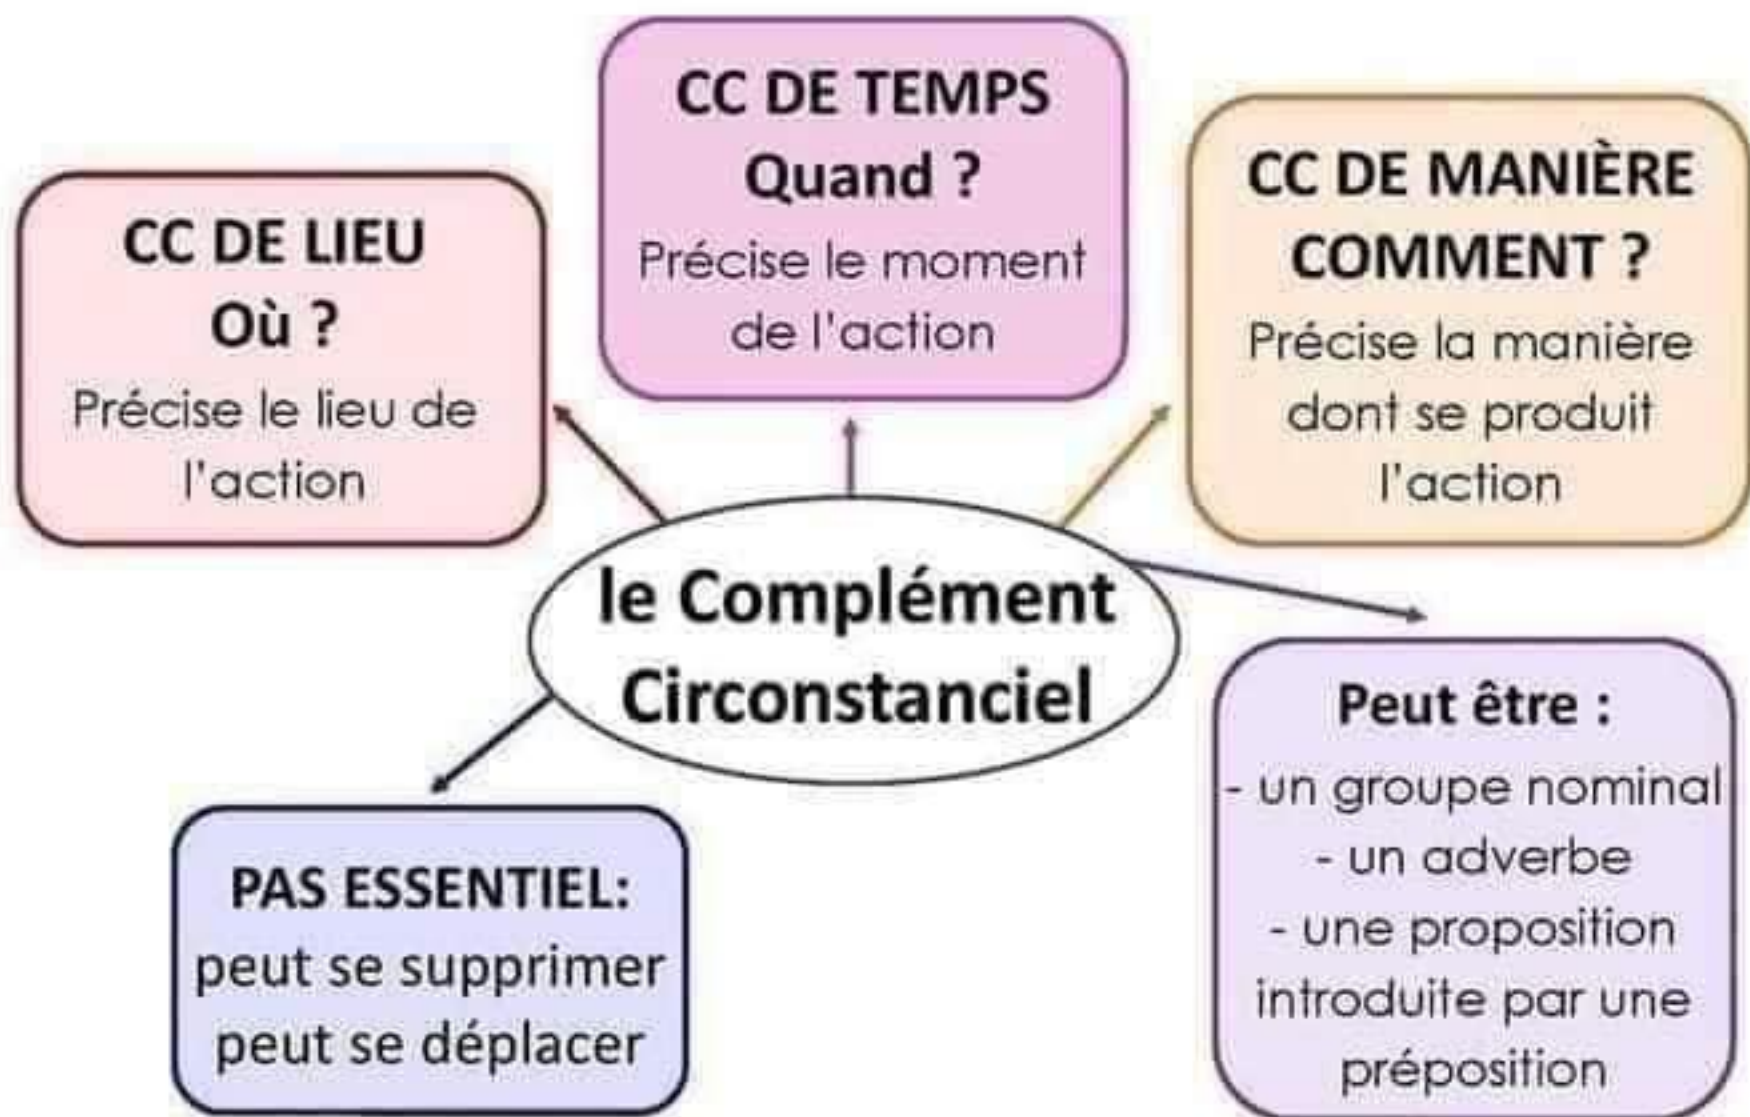 CC DE TEMPS
Quand ?
Précise le moment
de l'action
CC DE LIEU
Où ?
Précise le lieu de
l'action
CC DE MANIÈRE
COMMENT ?
Précise la manière
dont se produit
l'action
le Complément
Circonstanciel
PAS ESSENTIEL:
peut se supprimer
peut se déplacer
Peut être :
- un groupe nominal
- un adverbe
- une proposition
introduite par une
préposition